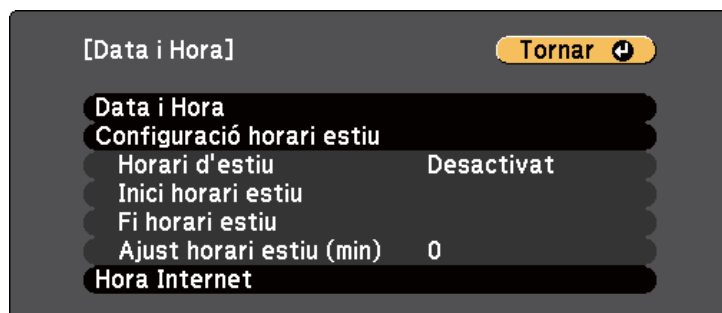 [Data i Hora] Tornar
Data i Hora
Configuració horari estiu
Horari d'estiu Desactivat
Inici horari estiu
Fi horari estiu
Ajust horari estiu (min) 0
Hora Internet